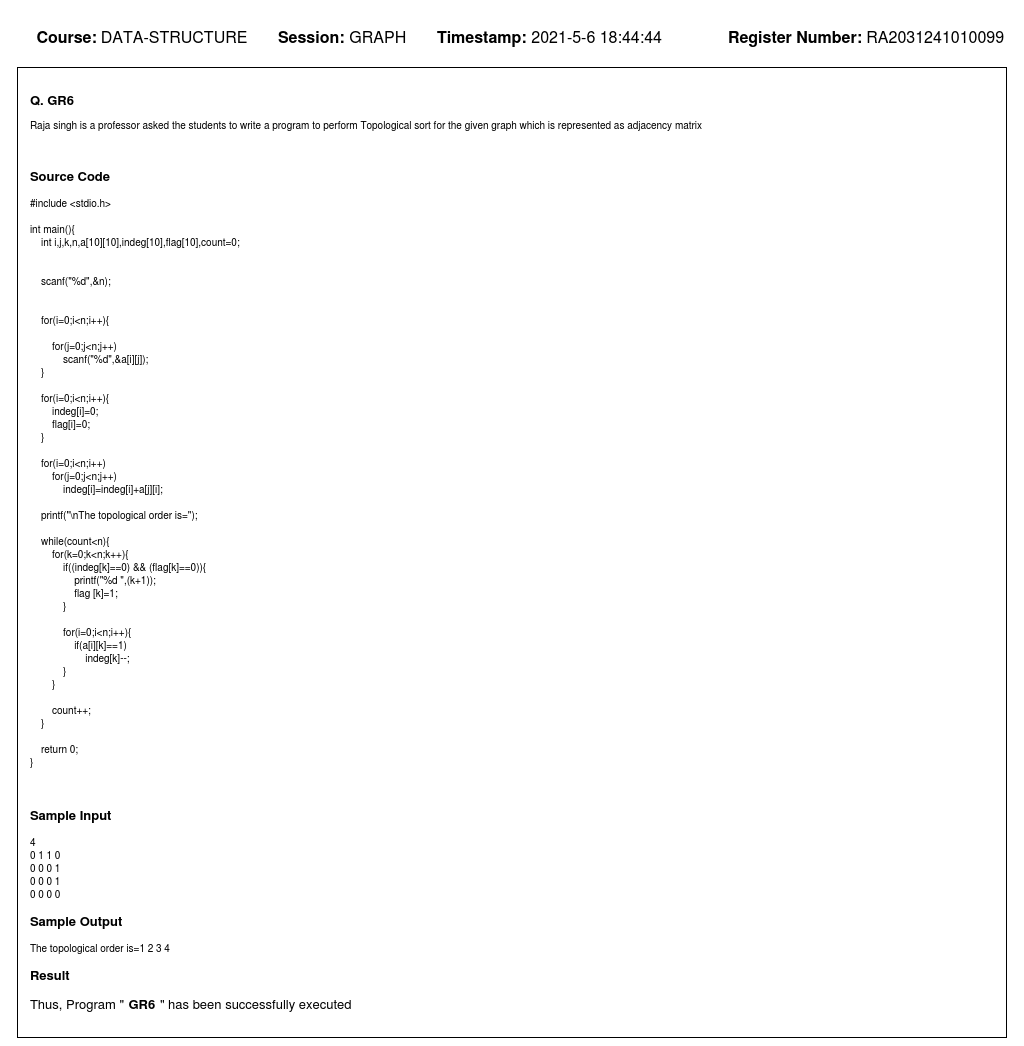 Course: DATA-STRUCTURE Session: GRAPH Timestamp: 2021-5-6 18:44:44 Register Number: RA2031241010099
Q. GR6
Raja singh is a professor asked the students to write a program to perform Topological sort for the given graph which is represented as adjacency matrix
Source Code
#include <stdio.h>
int main(){
int i,j,k,n,a[10][10],indeg[10],flag[10],count=0;
scanf("%d",&n);
for(i=0;i<n;i++){
for(j=0;j<n;j++)
scanf("%d",&a[i][j]);
}
for(i=0;i<n;i++){
indeg[i]=0;
flag[i]=0;
}
for(i=0;i<n;i++)
for(j=0;j<n;j++)
indeg[i]=indeg[i]+a[j][i];
printf("\nThe topological order is=");
while(count<n){
for(k=0;k<n;k++){
if((indeg[k]==0) && (flag[k]==0)){
printf("%d ",(k+1));
flag [k]=1;
}
for(i=0;i<n;i++){
if(a[i][k]==1)
indeg[k]--;
}
}
count++;
}
return 0;
}
Sample Input
4
0 1 1 0
0 0 0 1
0 0 0 1
0 0 0 0
Sample Output
The topological order is=1 2 3 4
Result
Thus, Program " GR6 " has been successfully executed